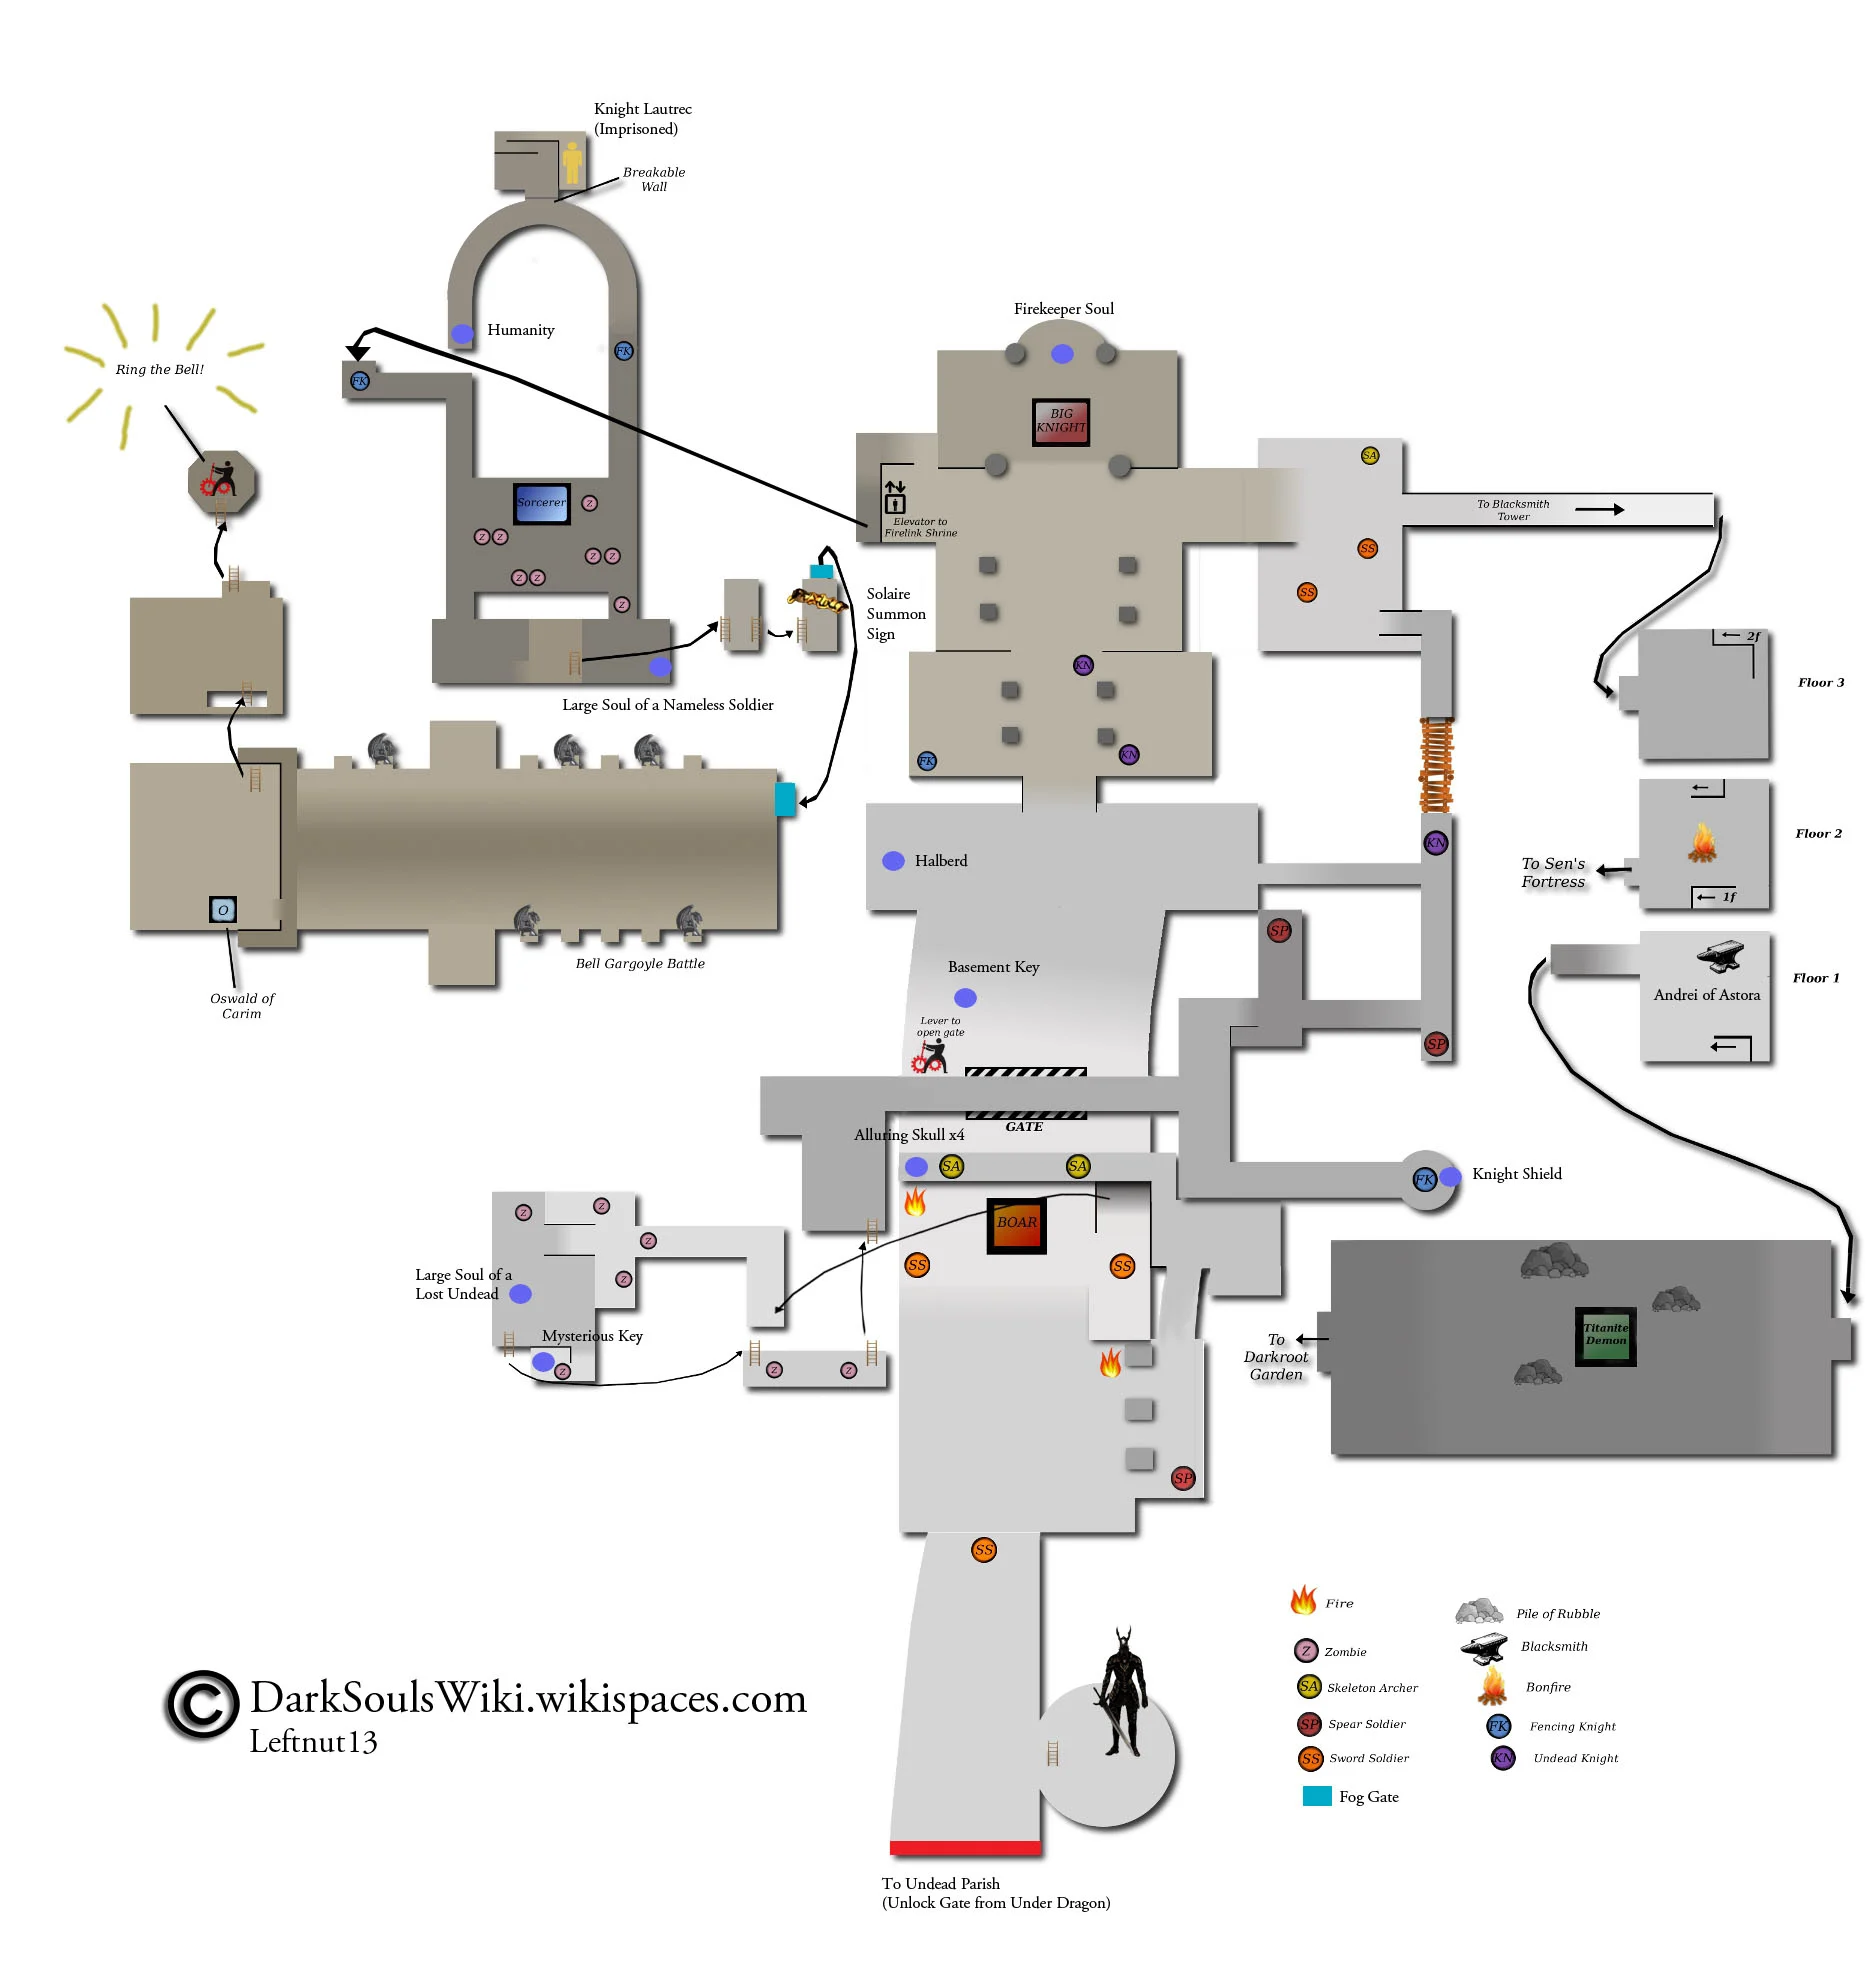 Knight Lautrec
(Imprisoned)
Breakable
Wall
Humanity
FK
FK
Ring the Bell!
Sorcerer
Z
Z
Z
Z
Z
Z
Z
Z
Large Soul of a Nameless Soldier
Solaire
Summon
Sign
Firekeeper Soul
BIG
KNIGHT
Elevator to
Firelink Shrine
SA
SS
SS
To Blacksmith
Tower
KN
KN
FK
2f
Floor 3
Floor 2
To Sen's
Fortress
1f
Floor 1
Andrei of Astora
O
Oswald of
Carim
Bell Gargoyle Battle
Halberd
KN
SP
SP
Basement Key
Lever to
open gate
GATE
Alluring Skull x4
SA
SA
FK
Knight Shield
BOAR
SS
SS
Z
Z
Z
Z
Large Soul of a
Lost Undead
Mysterious Key
Z
Z
Z
SP
SS
Titanite
Demon
To
Darkroot
Garden
Fire
Z
Zombie
SA
Skeleton Archer
SP
Spear Soldier
SS
Sword Soldier
Fog Gate
Pile of Rubble
Blacksmith
Bonfire
FK
Fencing Knight
KN
Undead Knight
© DarkSoulsWiki.wikispaces.com
Leftnut13
To Undead Parish
(Unlock Gate from Under Dragon)